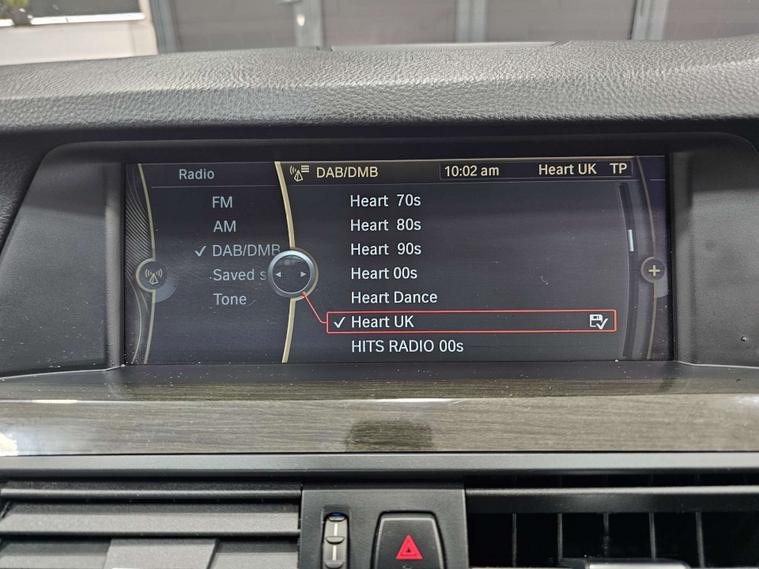 Radio
FM
AM
DAB/DMB
Saved s
Tone
DAB/DMB
10:02 am
Heart UK TP
Heart 70s
Heart 80s
Heart 90s
Heart 00s
Heart Dance
Heart UK
HITS RADIO 00s